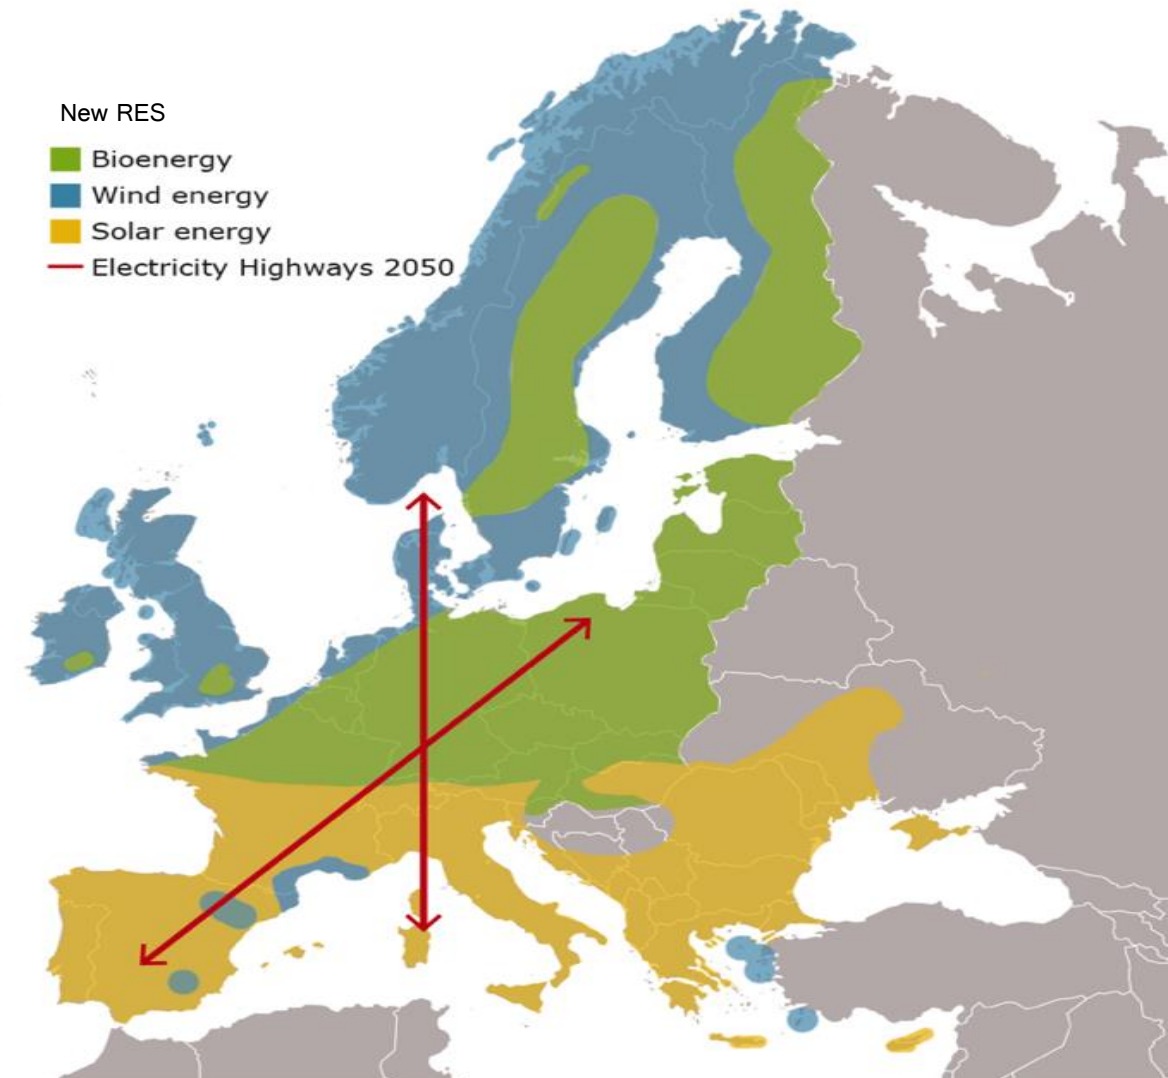 New RES
Bioenergy
Wind energy
Solar energy
Electricity Highways 2050